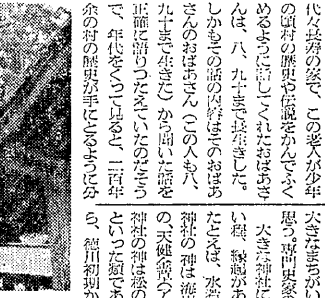 代々長寿の家で、この老人が少年
の頃村の歴史や伝説をかんでふく
めるように話してくれたおばあさ
んは、八、九十まで長生きした。
しかもその話の内容はそのおばあ
さんのおばあさん（この人も八、
九十まで生きた）から聞いた話を
正確に語りつたえていたのだそう
で、年代をくって見ると、二百年
余の村の歴史が手にとるように分
大きなまちがい
思う専門史家
大きな神社に
い程、縁起があ
たとえば、水若
神社の神は海
の、天健
神社の神は松の
といった類であ
ら、徳川初期か